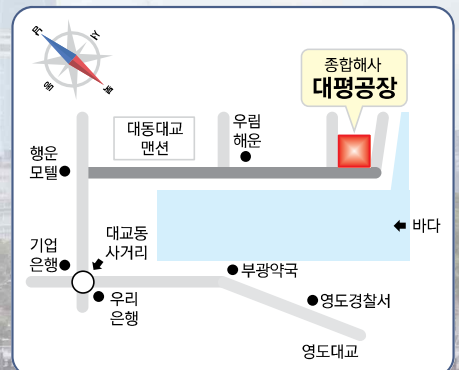 종합해사
대평공장
대동대교
맨션
우림
해운
행운
모텔
바다
기업
은행
대교동
사거리
부광약국
우리
은행
영도경찰서
영도대교